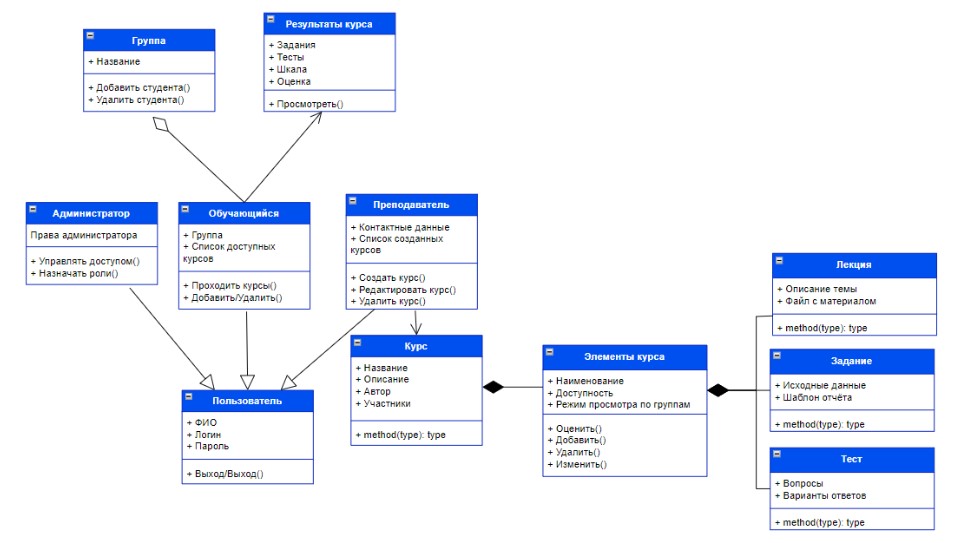 Группа
+ Название
+ Добавить студента()
+ Удалить студента()
Результаты курса
+ Задания
+ Тесты
+ Шкала
+ Оценка
+ Просмотреть()
Администратор
Права администратора
+ Управлять доступом()
+ Назначать роли()
Обучающийся
+ Группа
+ Список доступных
курсов
+ Проходить курсы()
+ Добавить/Удалить()
Преподаватель
+ Контактные данные
+ Список созданных
курсов
+ Создать курс()
+ Редактировать курс()
+ Удалить курс()
Пользователь
+ ФИО
+ Логин
+ Пароль
+ Выход/Выход()
Курс
+ Название
+ Описание
+ Автор
+ Участники
+ method(type): type
Элементы курса
+ Наименование
+ Доступность
+ Режим просмотра по группам
+ Оценить()
+ Добавить()
+ Удалить()
+ Изменить()
Лекция
+ Описание темы
+ Файл с материалом
+ method(type): type
Задание
+ Исходные данные
+ Шаблон отчёта
+ method(type): type
Тест
+ Вопросы
+ Варианты ответов
+ method(type): type